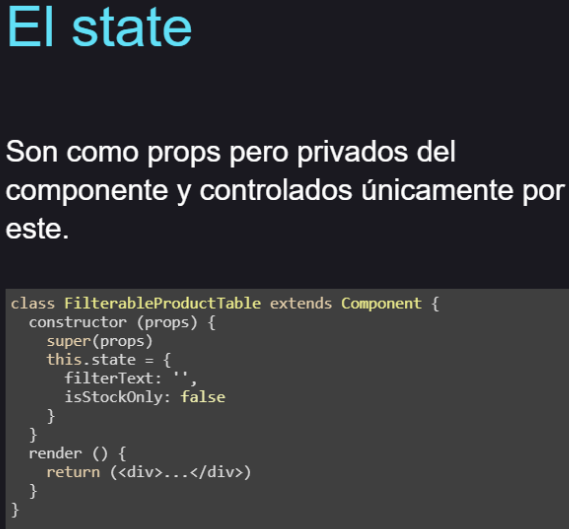 El state
Son como props pero privados del
componente y controlados únicamente por
este.
class FilterableProductTable extends Component {
  constructor (props) {
    super(props)
    this.state = {
      filterText: '',
      isStockOnly: false
    }
  }
  render () {
    return (<div>...</div>)
  }
}